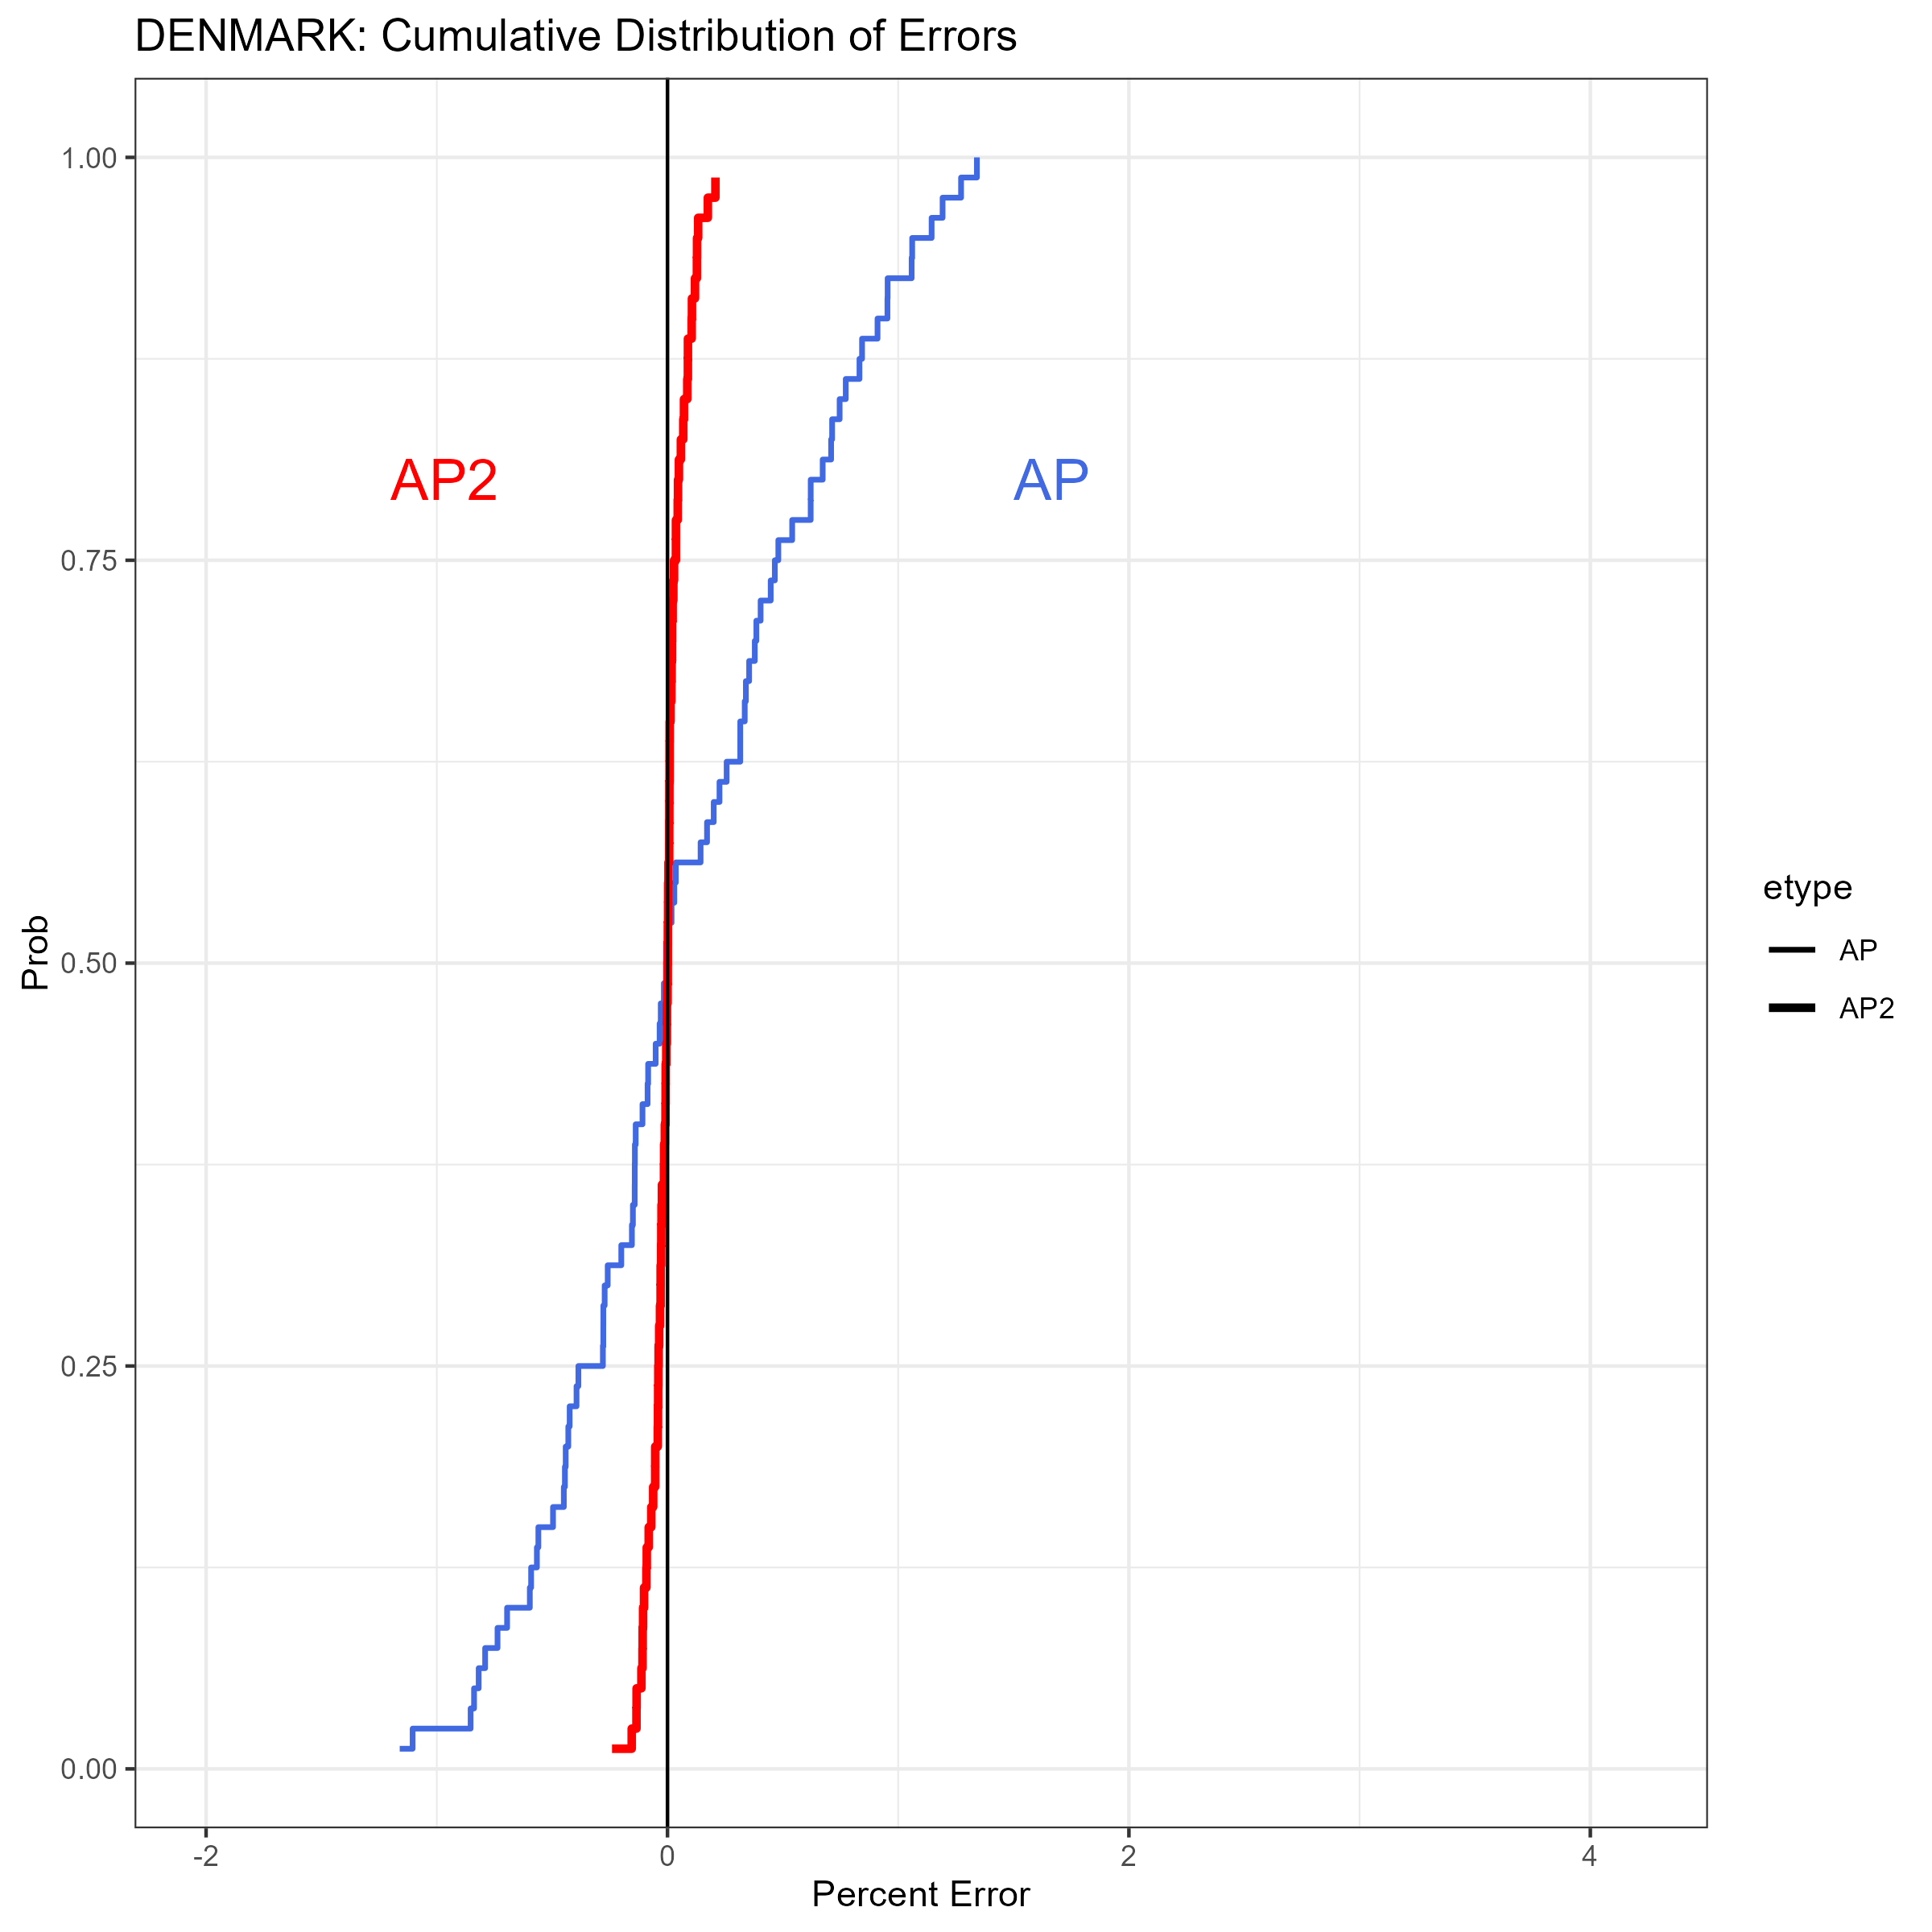 DENMARK: Cumulative Distribution of Errors
1.00
AP2
AP
0.75
etype
AP
AP2
Prob
0.50
0.25
0.00
-2
0
2
4
Percent Error